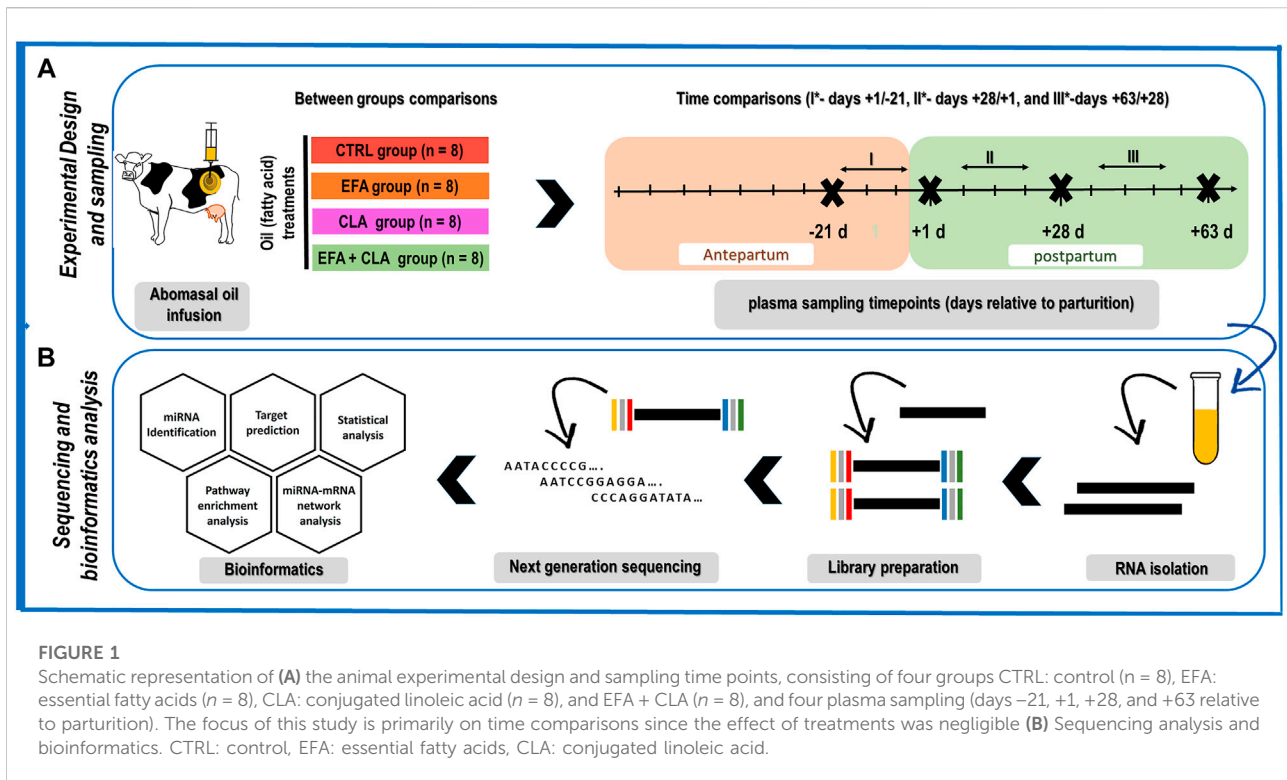 A
Experimental Design
and sampling
Between groups comparisons
Oil (fatty acid)
treatments
CTRL group (n = 8)
EFA group (n = 8)
CLA group (n = 8)
EFA + CLA group (n = 8)
Abomasal oil
infusion
Time comparisons (I*- days +1/-21, II*- days +28/+1, and III*-days +63/+28)
I
II
III
-21 d
1
+1 d
+28 d
+63 d
Antepartum
postpartum
plasma sampling timepoints (days relative to parturition)
B
Sequencing and
bioinformatics analysis
miRNA
Identification
Target
prediction
Statistical
analysis
Pathway
enrichment
analysis
miRNA-mRNA
network
analysis
Bioinformatics
AATACCCCG....
AATCCGGAGGA....
CCCAGGATATA...
Next generation sequencing
Library preparation
RNA isolation
FIGURE 1
Schematic representation of (A) the animal experimental design and sampling time points, consisting of four groups CTRL: control (n = 8), EFA:
essential fatty acids (n = 8), CLA: conjugated linoleic acid (n = 8), and EFA + CLA (n = 8), and four plasma sampling (days –21, +1, +28, and +63 relative
to parturition). The focus of this study is primarily on time comparisons since the effect of treatments was negligible (B) Sequencing analysis and
bioinformatics. CTRL: control, EFA: essential fatty acids, CLA: conjugated linoleic acid.